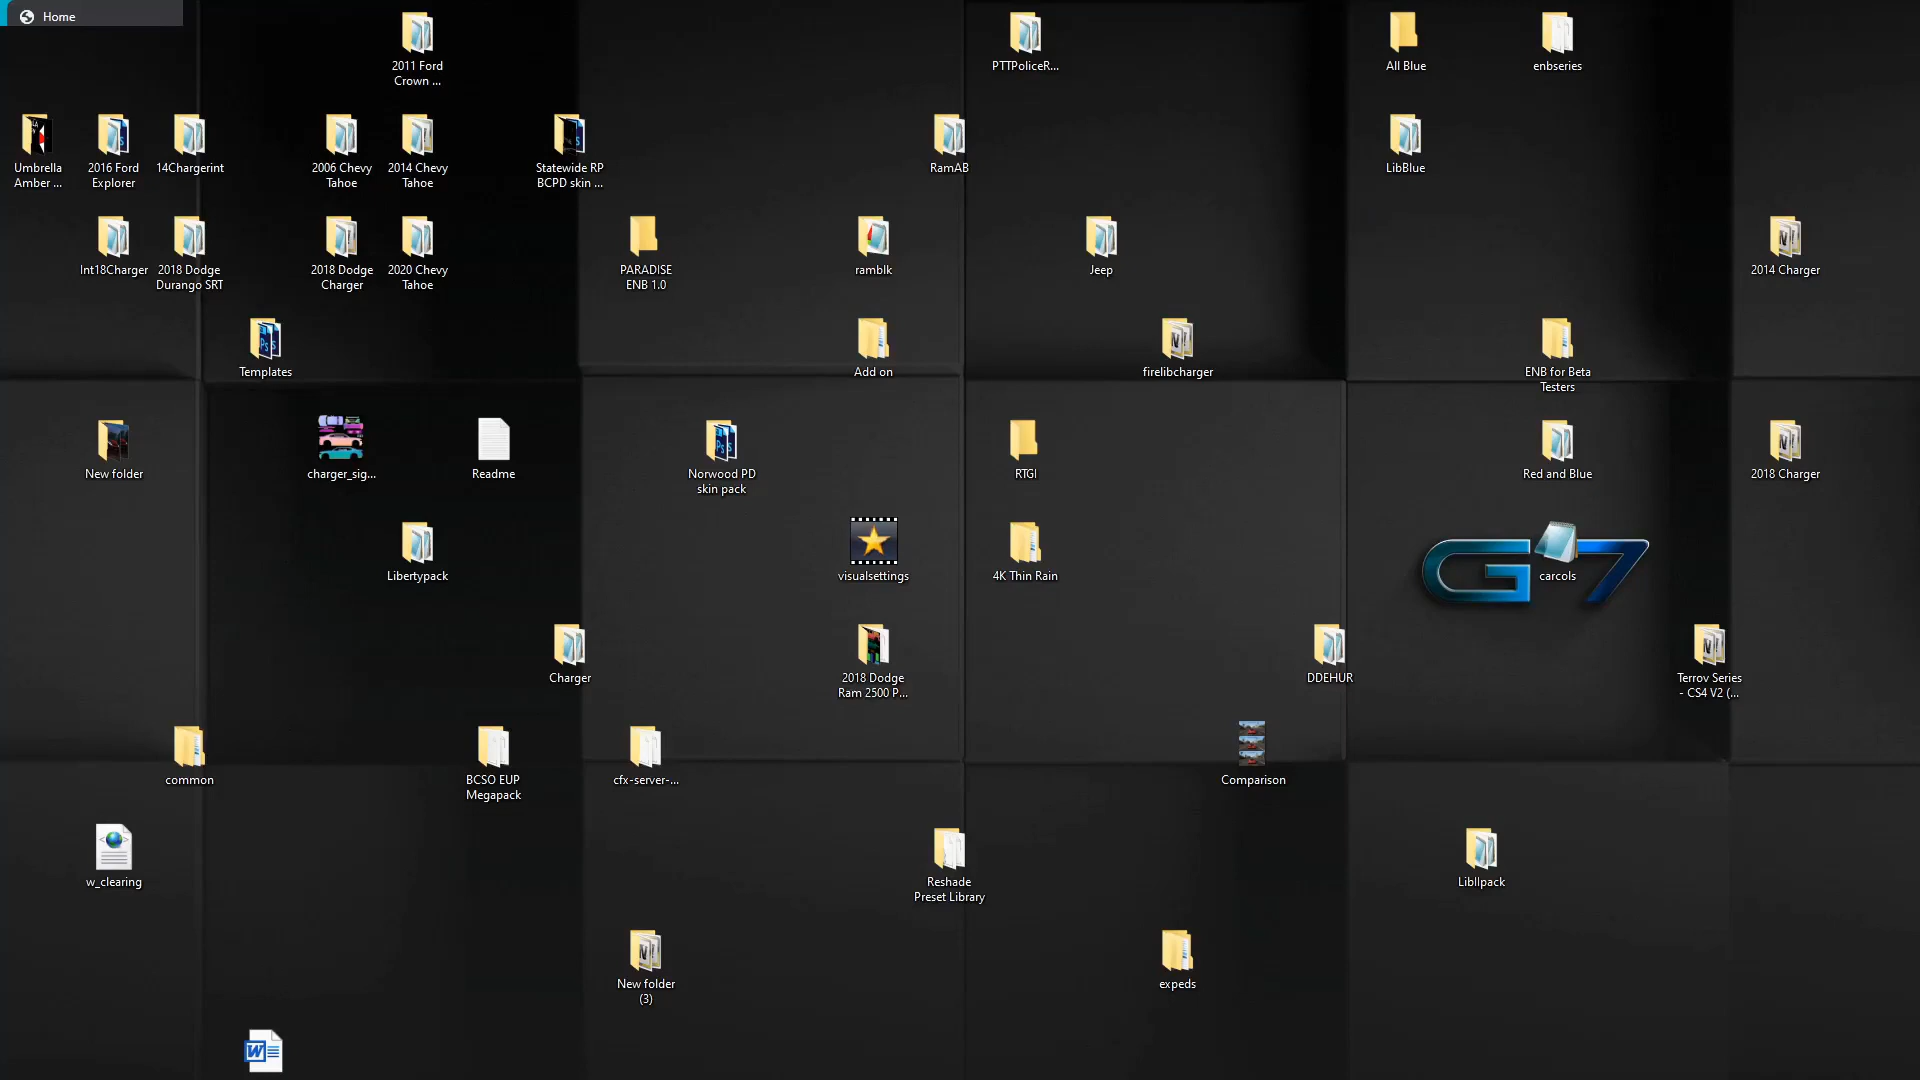 Home
2011 Ford
Crown ...
PTTPoliceR...
All Blue
enbseries
Umbrella
Amber ...
2016 Ford
Explorer
14Chargerint
2006 Chevy
Tahoe
2014 Chevy
Tahoe
Statewide RP
BCPD skin ...
RamAB
LibBlue
Int18Charger
2018 Dodge
Durango SRT
2018 Dodge
Charger
2020 Chevy
Tahoe
PARADISE
ENB 1.0
ramblk
Jeep
2014 Charger
Templates
Add on
firelibcharger
ENB for Beta
Testers
New folder
charger_sig...
Readme
Norwood PD
skin pack
RTGI
Red and Blue
2018 Charger
Libertypack
visualsettings
4K Thin Rain
G7
carcols
Charger
2018 Dodge
Ram 2500 P...
DDEHUR
Terrov Series
- CS4 V2 (...
common
BCSO EUP
Megapack
cfx-server-...
Comparison
w_clearing
Reshade
Preset Library
LibIIpack
New folder
(3)
expeds